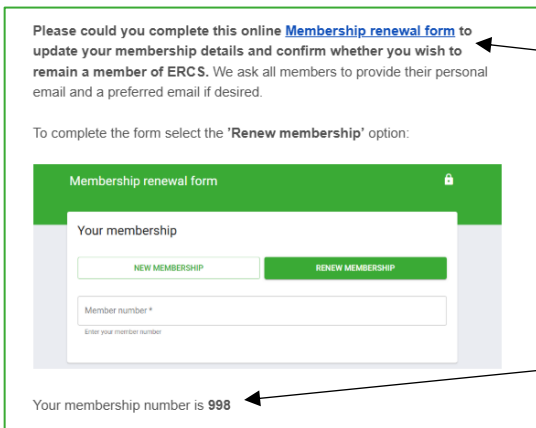 Please could you complete this online Membership renewal form to
update your membership details and confirm whether you wish to
remain a member of ERCS. We ask all members to provide their personal
email and a preferred email if desired.
To complete the form select the 'Renew membership' option:
Membership renewal form
Your membership
NEW MEMBERSHIP
RENEW MEMBERSHIP
Member number *
Enter your member number
Your membership number is 998